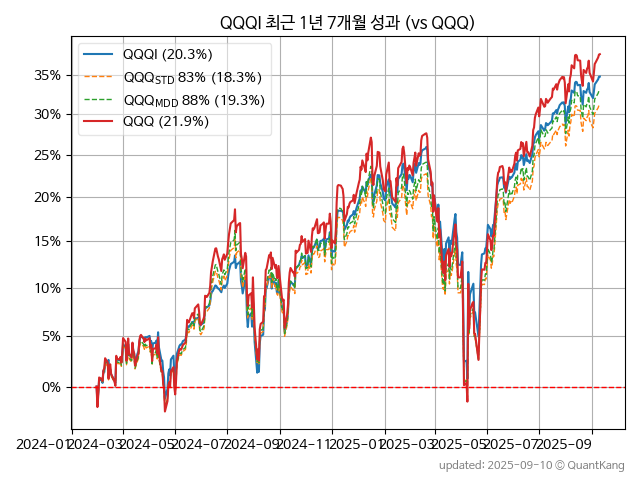 QQQI 최근 1년 7개월 성과 (vs QQQ)
QQQI (20.3%)
QQQSTD 83% (18.3%)
QQQMDD 88% (19.3%)
QQQ (21.9%)
35%
30%
25%
20%
15%
10%
5%
0%
2024-01 2024-03 2024-05 2024-07 2024-09 2024-11 2025-01 2025-03 2025-05 2025-07 2025-09
updated: 2025-09-10 © QuantKang